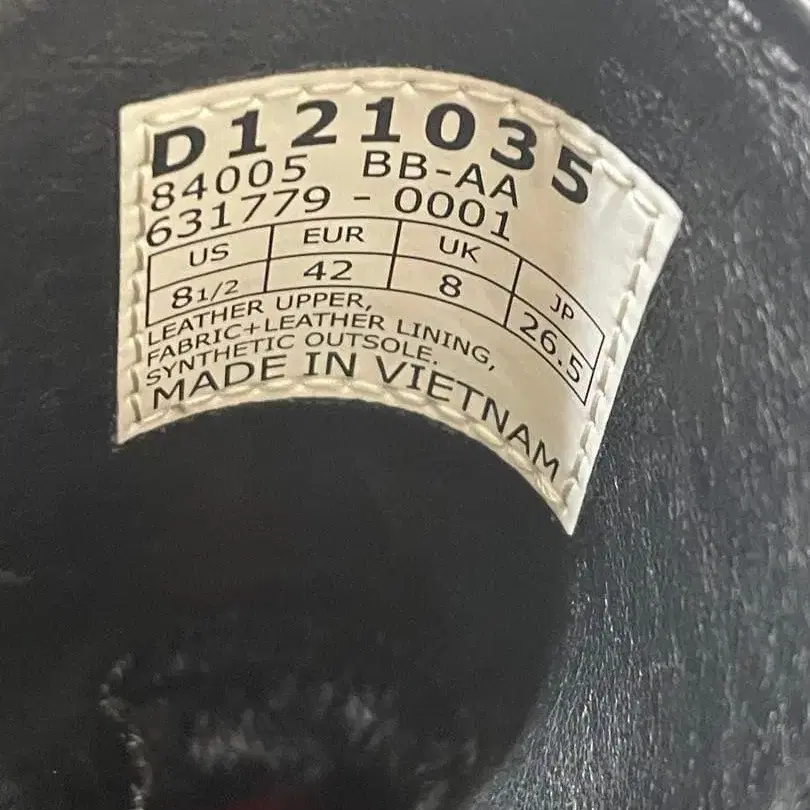 D121035
84005 BB-AA
631779 - 0001
US EUR UK JP
8 1/2 42 8 26.5
LEATHER UPPER,
FABRIC+LEATHER LINING,
SYNTHETIC OUTSOLE.
MADE IN VIETNAM